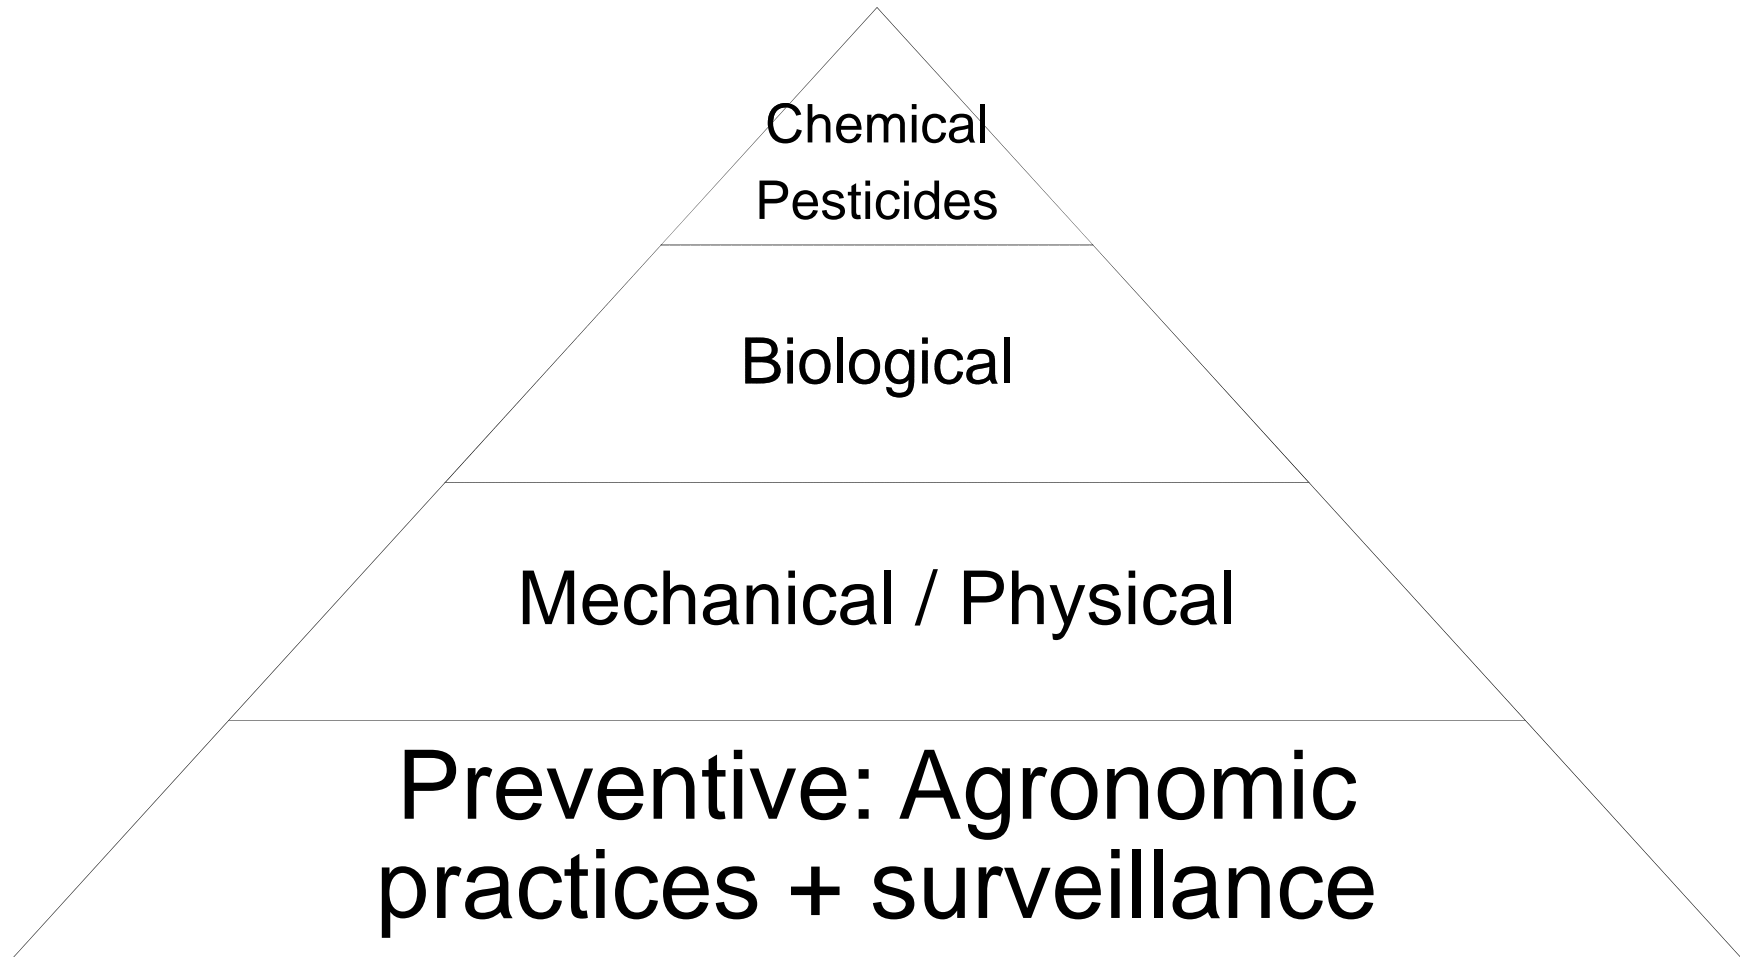 Chemical
Pesticides
Biological
Mechanical / Physical
Preventive: Agronomic
practices + surveillance